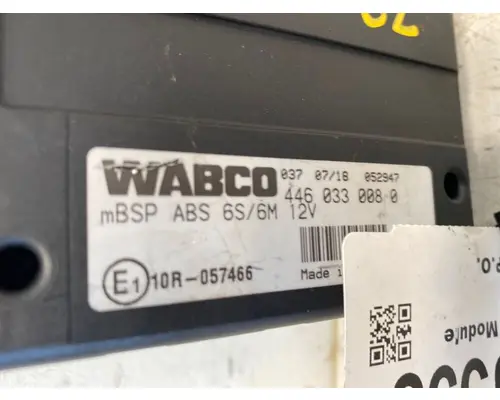 WABCO 037 07/18 052947
446 033 008 0
mBSP ABS 6S/6M 12V
E1 10R-057466
Made i
P.O.
Module